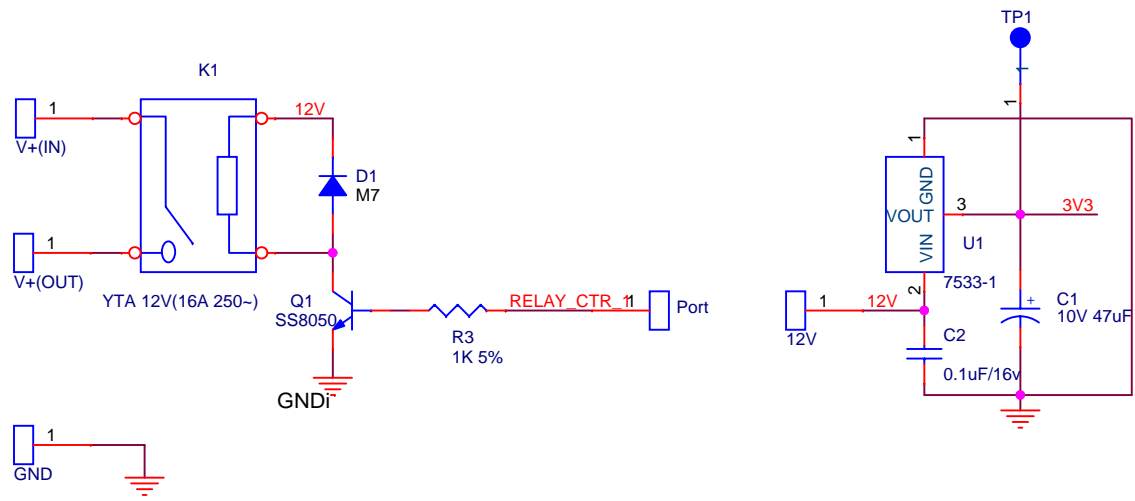 TP1
1
1
K1
1
V+(IN)
12V
D1
M7
1
V+(OUT)
YTA 12V(16A 250~)
Q1
SS8050
RELAY_CTR_1
1
Port
R3
1K 5%
GNDi
1
GND
1
GND
VOUT
VIN
3
3V3
U1
7533-1
2
1
12V
12V
C1
10V 47uF
+
C2
0.1uF/16v